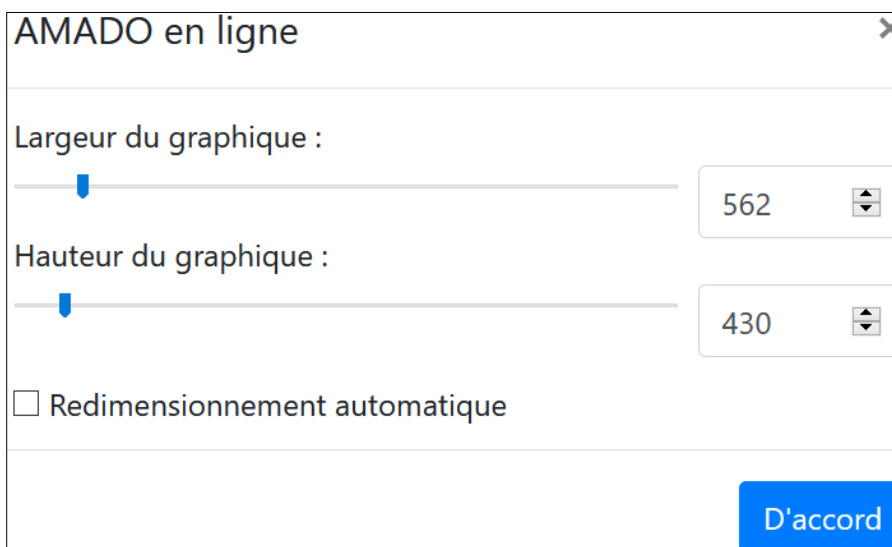 AMADO en ligne
Largeur du graphique :
562
Hauteur du graphique :
430
Redimensionnement automatique
D'accord